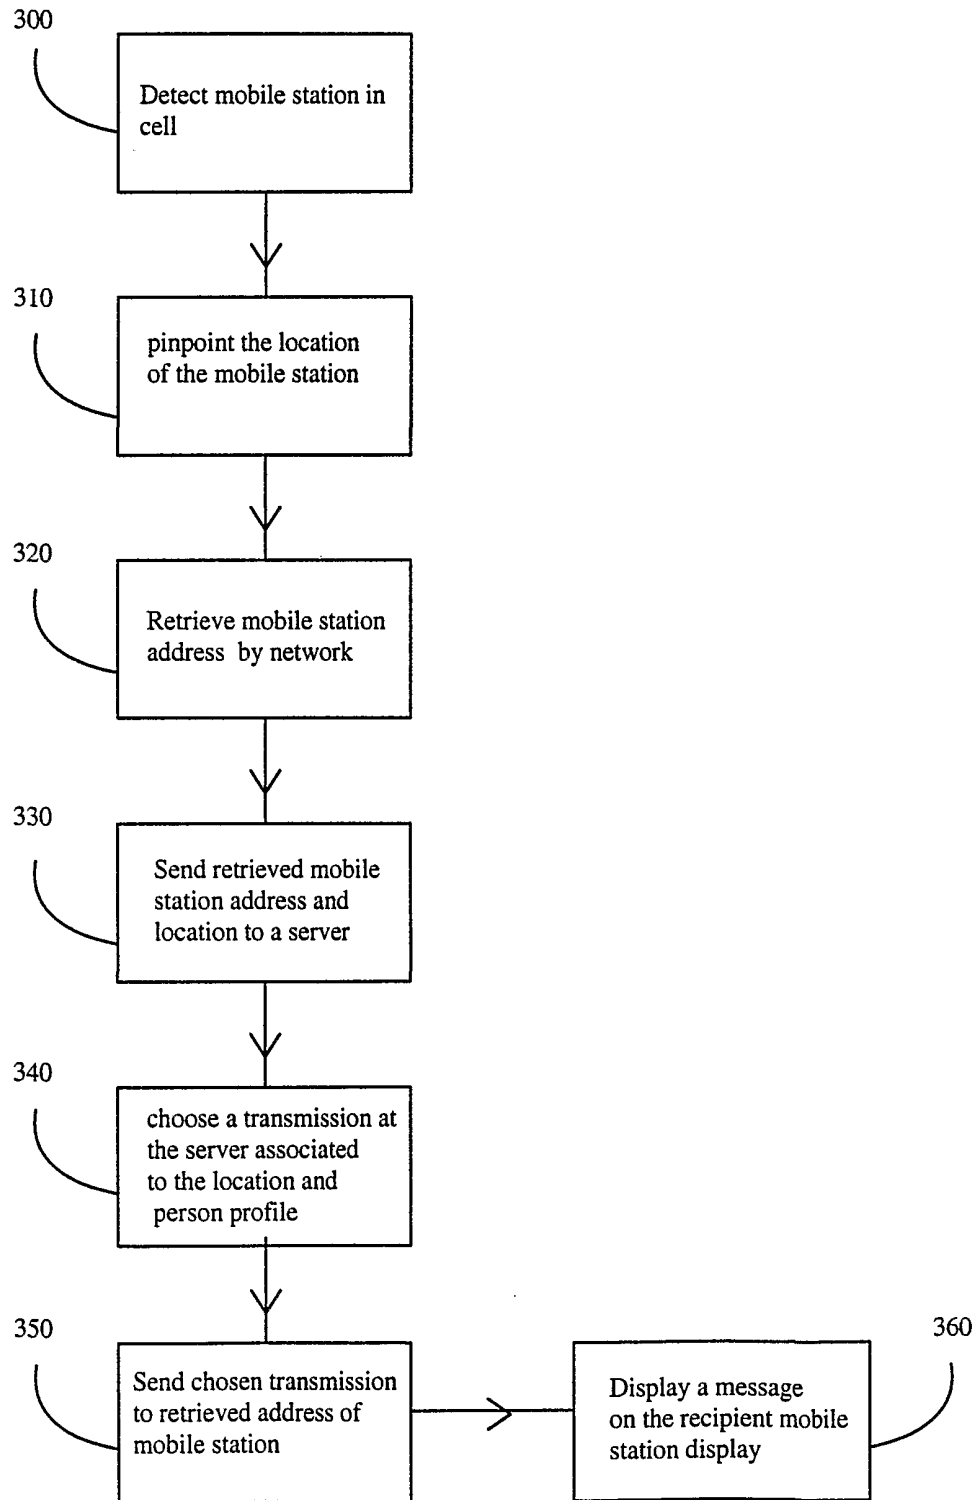 300
Detect mobile station in
cell
310
pinpoint the location
of the mobile station
320
Retrieve mobile station
address by network
330
Send retrieved mobile
station address and
location to a server
340
choose a transmission at
the server associated
to the location and
person profile
350
Send chosen transmission
to retrieved address of
mobile station
360
Display a message
on the recipient mobile
station display